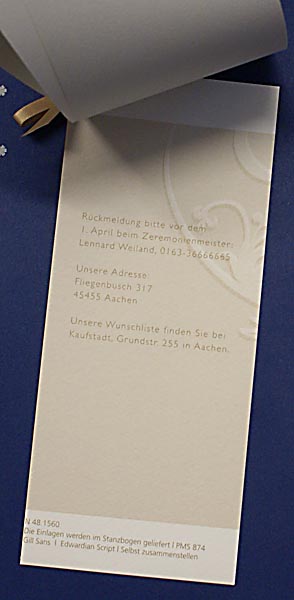 Rückmeldung bitte vor dem
1. April beim Zeremonienmeister:
Lennard Weiland, 0163-36666665
Unsere Adresse:
Fliegenbusch 317
45455 Aachen
Unsere Wunschliste finden Sie bei
Kaufstadt, Grundstr. 255 in Aachen.
N 48.1560
Die Einlagen werden im Stanzbogen geliefert | PMS 874
Gill Sans | Edwardian Script | Selbst zusammenstellen